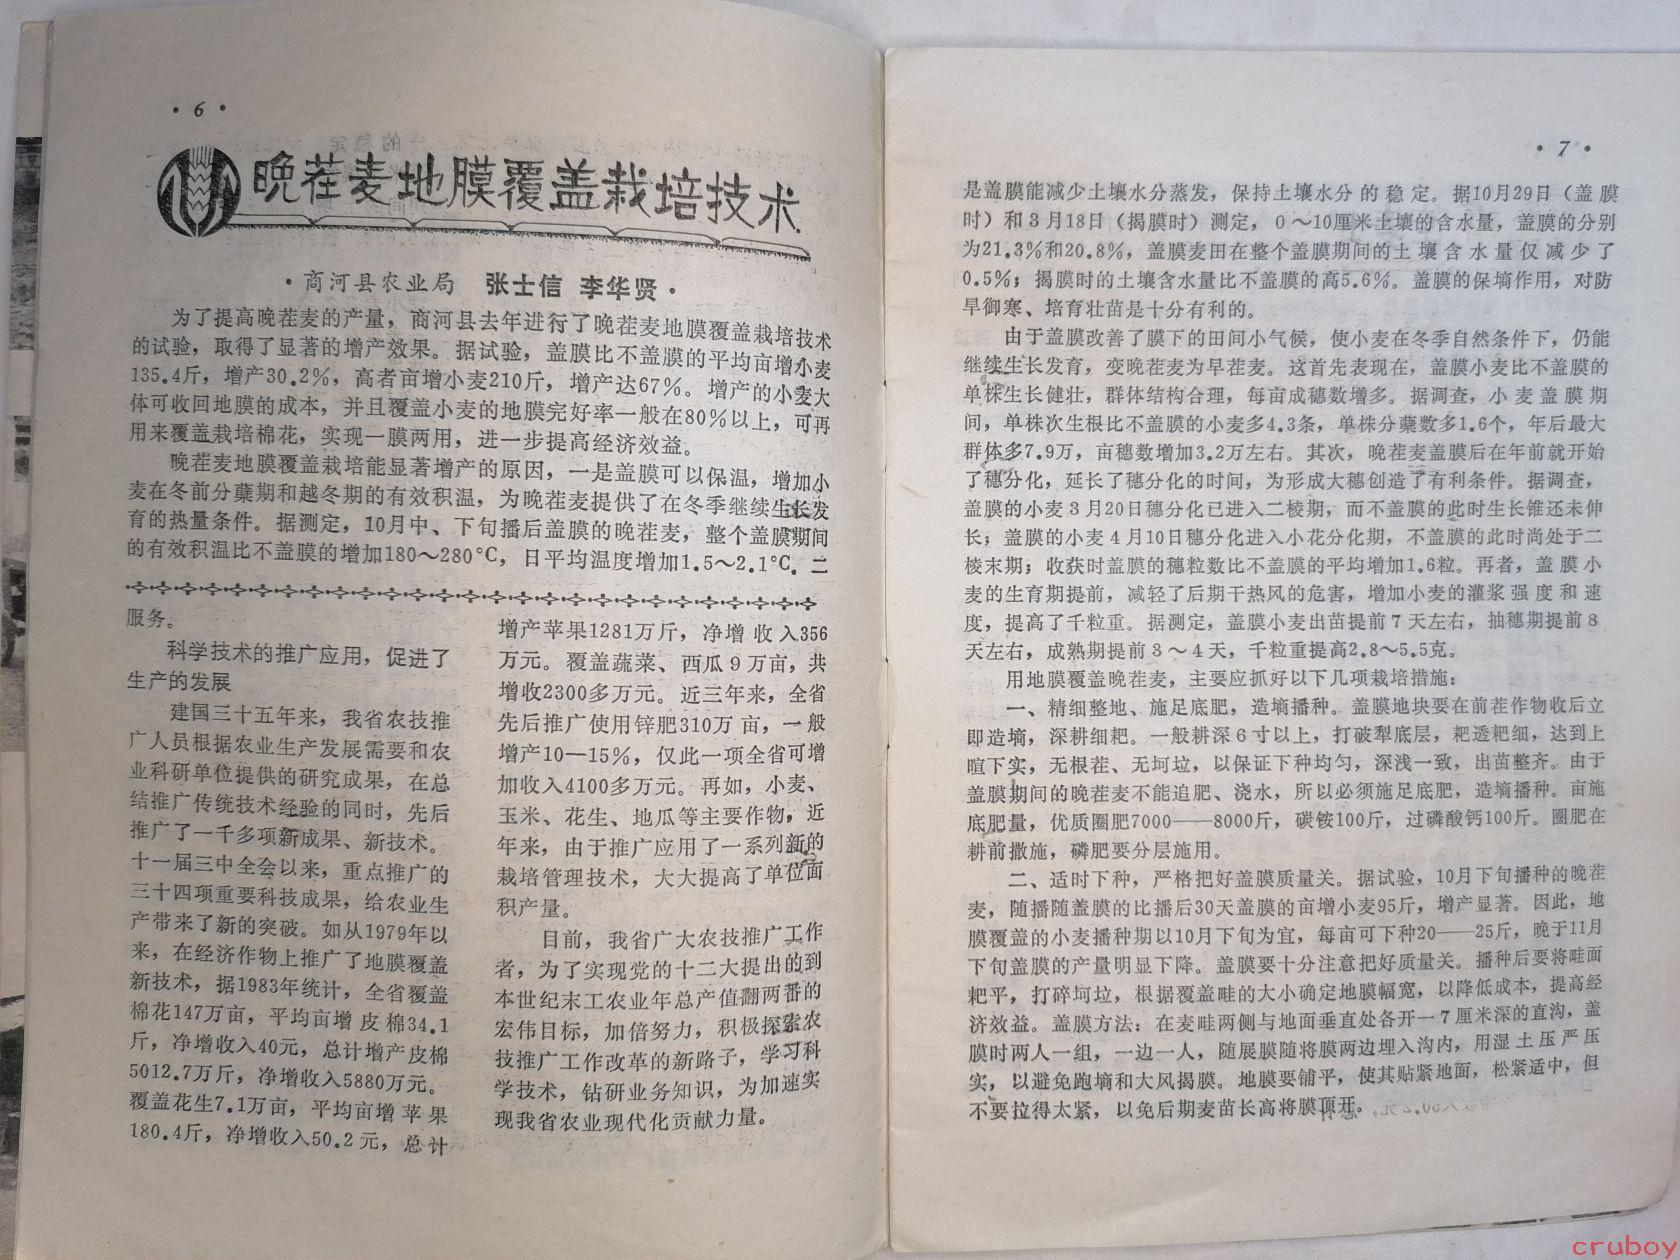 ·6·
晚茬麦地膜覆盖栽培技术
·商河县农业局 张士信 李华贤·
为了提高晚茬麦的产量，商河县去年进行了晚茬麦地膜覆盖栽培技术
的试验，取得了显著的增产效果。据试验，盖膜比不盖膜的平均亩增小麦
135.4斤，增产30.2％，高者亩增小麦210斤，增产达67％。增产的小麦大
体可收回地膜的成本，并且覆盖小麦的地膜完好率一般在80％以上，可再
用来覆盖栽培棉花，实现一膜两用，进一步提高经济效益。
晚茬麦地膜覆盖栽培能显著增产的原因，一是盖膜可以保温，增加小
麦在冬前分蘖期和越冬期的有效积温，为晚茬麦提供了在冬季继续生长发
育的热量条件。据测定，10月中、下旬播后盖膜的晚茬麦，整个盖膜期间
的有效积温比不盖膜的增加180～280℃，日平均温度增加1.5～2.1℃．二
服务。
科学技术的推广应用，促进了
生产的发展
建国三十五年来，我省农技推
广人员根据农业生产发展需要和农
业科研单位提供的研究成果，在总
结推广传统技术经验的同时，先后
推广了一千多项新成果、新技术。
十一届三中全会以来，重点推广的
三十四项重要科技成果，给农业生
产带来了新的突破。如从1979年以
来，在经济作物上推广了地膜覆盖
新技术，据1983年统计，全省覆盖
棉花147万亩，平均亩增皮棉34.1
斤，净增收入40元，总计增产皮棉
5012.7万斤，净增收入5880万元。
覆盖花生7.1万亩，平均亩增苹果
180.4斤，净增收入50.2元，总计
增产苹果1281万斤，净增收入356
万元。覆盖蔬菜、西瓜9万亩，共
增收2300多万元。近三年来，全省
先后推广使用锌肥310万亩，一般
增产10—15％，仅此一项全省可增
加收入4100多万元。再如，小麦、
玉米、花生、地瓜等主要作物，近
年来，由于推广应用了一系列新的
栽培管理技术，大大提高了单位面
积产量。
目前，我省广大农技推广工作
者，为了实现党的十二大提出的到
本世纪末工农业年总产值翻两番的
宏伟目标，加倍努力，积极探索农
技推广工作改革的新路子，学习科
学技术，钻研业务知识，为加速实
现我省农业现代化贡献力量。
·7·
是盖膜能减少土壤水分蒸发，保持土壤水分的稳定。据10月29日（盖膜
时）和3月18日（揭膜时）测定，0～10厘米土壤的含水量，盖膜的分别
为21.3％和20.8％，盖膜麦田在整个盖膜期间的土壤含水量仅减少了
0.5％；揭膜时的土壤含水量比不盖膜的高5.6％。盖膜的保墒作用，对防
旱御寒、培育壮苗是十分有利的。
由于盖膜改善了膜下的田间小气候，使小麦在冬季自然条件下，仍能
继续生长发育，变晚茬麦为早茬麦。这首先表现在，盖膜小麦比不盖膜的
单株生长健壮，群体结构合理，每亩成穗数增多。据调查，小麦盖膜期
间，单株次生根比不盖膜的小麦多4.3条，单株分蘖数多1.6个，年后最大
群体多7.9万，亩穗数增加3.2万左右。其次，晚茬麦盖膜后在年前就开始
了穗分化，延长了穗分化的时间，为形成大穗创造了有利条件。据调查，
盖膜的小麦3月20日穗分化已进入二棱期，而不盖膜的此时生长锥还未伸
长；盖膜的小麦4月10日穗分化进入小花分化期，不盖膜的此时尚处于二
棱末期；收获时盖膜的穗粒数比不盖膜的平均增加1.6粒。再者，盖膜小
麦的生育期提前，减轻了后期干热风的危害，增加小麦的灌浆强度和速
度，提高了千粒重。据测定，盖膜小麦出苗提前7天左右，抽穗期提前8
天左右，成熟期提前3～4天，千粒重提高2.8～5.5克。
用地膜覆盖晚茬麦，主要应抓好以下几项栽培措施：
一、精细整地、施足底肥，造墒播种。盖膜地块要在前茬作物收后立
即造墒，深耕细耙。一般耕深6寸以上，打破犁底层，耙透耙细，达到上
暄下实，无根茬、无坷垃，以保证下种均匀，深浅一致，出苗整齐。由于
盖膜期间的晚茬麦不能追肥、浇水，所以必须施足底肥，造墒播种。亩施
底肥量，优质圈肥7000——8000斤，碳铵100斤，过磷酸钙100斤。圈肥在
耕前撒施，磷肥要分层施用。
二、适时下种，严格把好盖膜质量关。据试验，10月下旬播种的晚茬
麦，随播随盖膜的比播后30天盖膜的亩增小麦95斤，增产显著。因此，地
膜覆盖的小麦播种期以10月下旬为宜，每亩可下种20——25斤，晚于11月
下旬盖膜的产量明显下降。盖膜要十分注意把好质量关。播种后要将畦面
耙平，打碎坷垃，根据覆盖畦的大小确定地膜幅宽，以降低成本，提高经
济效益。盖膜方法：在麦畦两侧与地面垂直处各开一7厘米深的直沟，盖
膜时两人一组，一边一人，随展膜随将膜两边埋入沟内，用湿土压严压
实，以避免跑墒和大风揭膜。地膜要铺平，使其贴紧地面，松紧适中，但
不要拉得太紧，以免后期麦苗长高将膜顶开。
cruboy